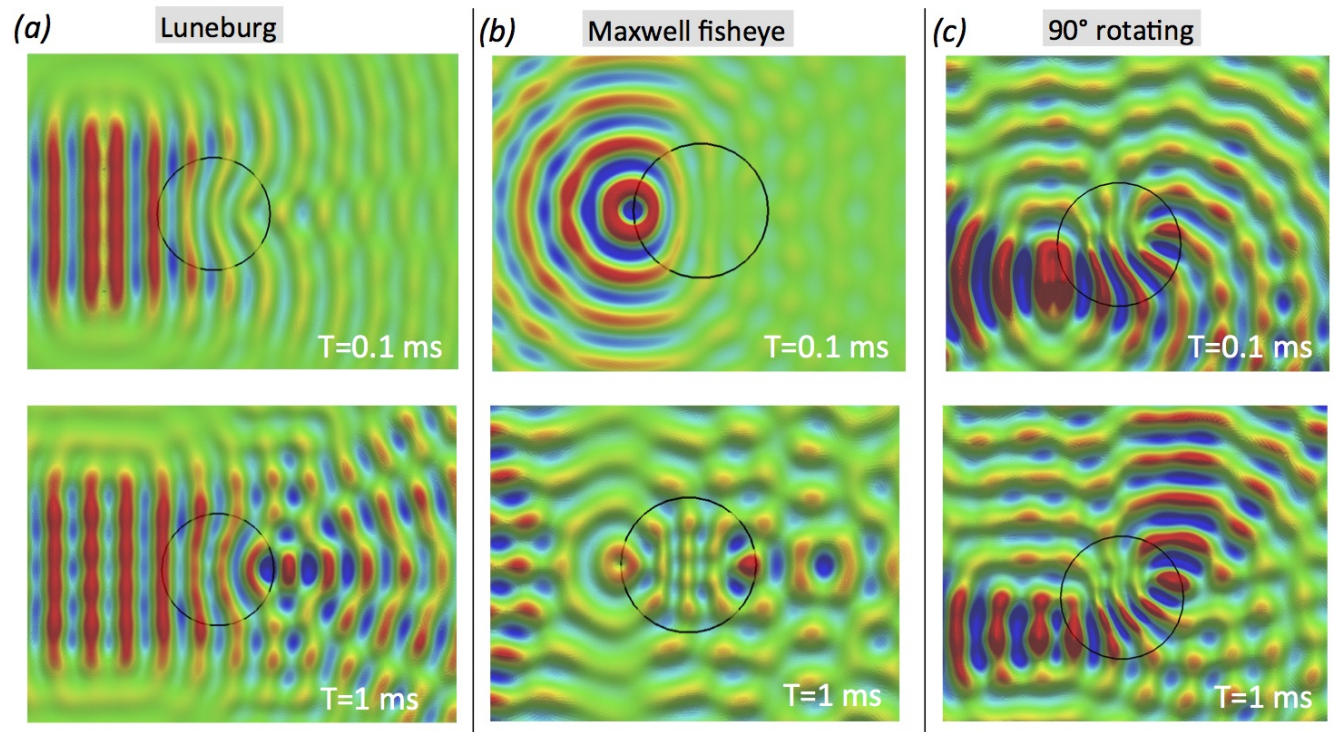 (a) Luneburg
(b) Maxwell fisheye
(c) 90° rotating
T=0.1 ms
T=0.1 ms
T=0.1 ms
T=1 ms
T=1 ms
T=1 ms